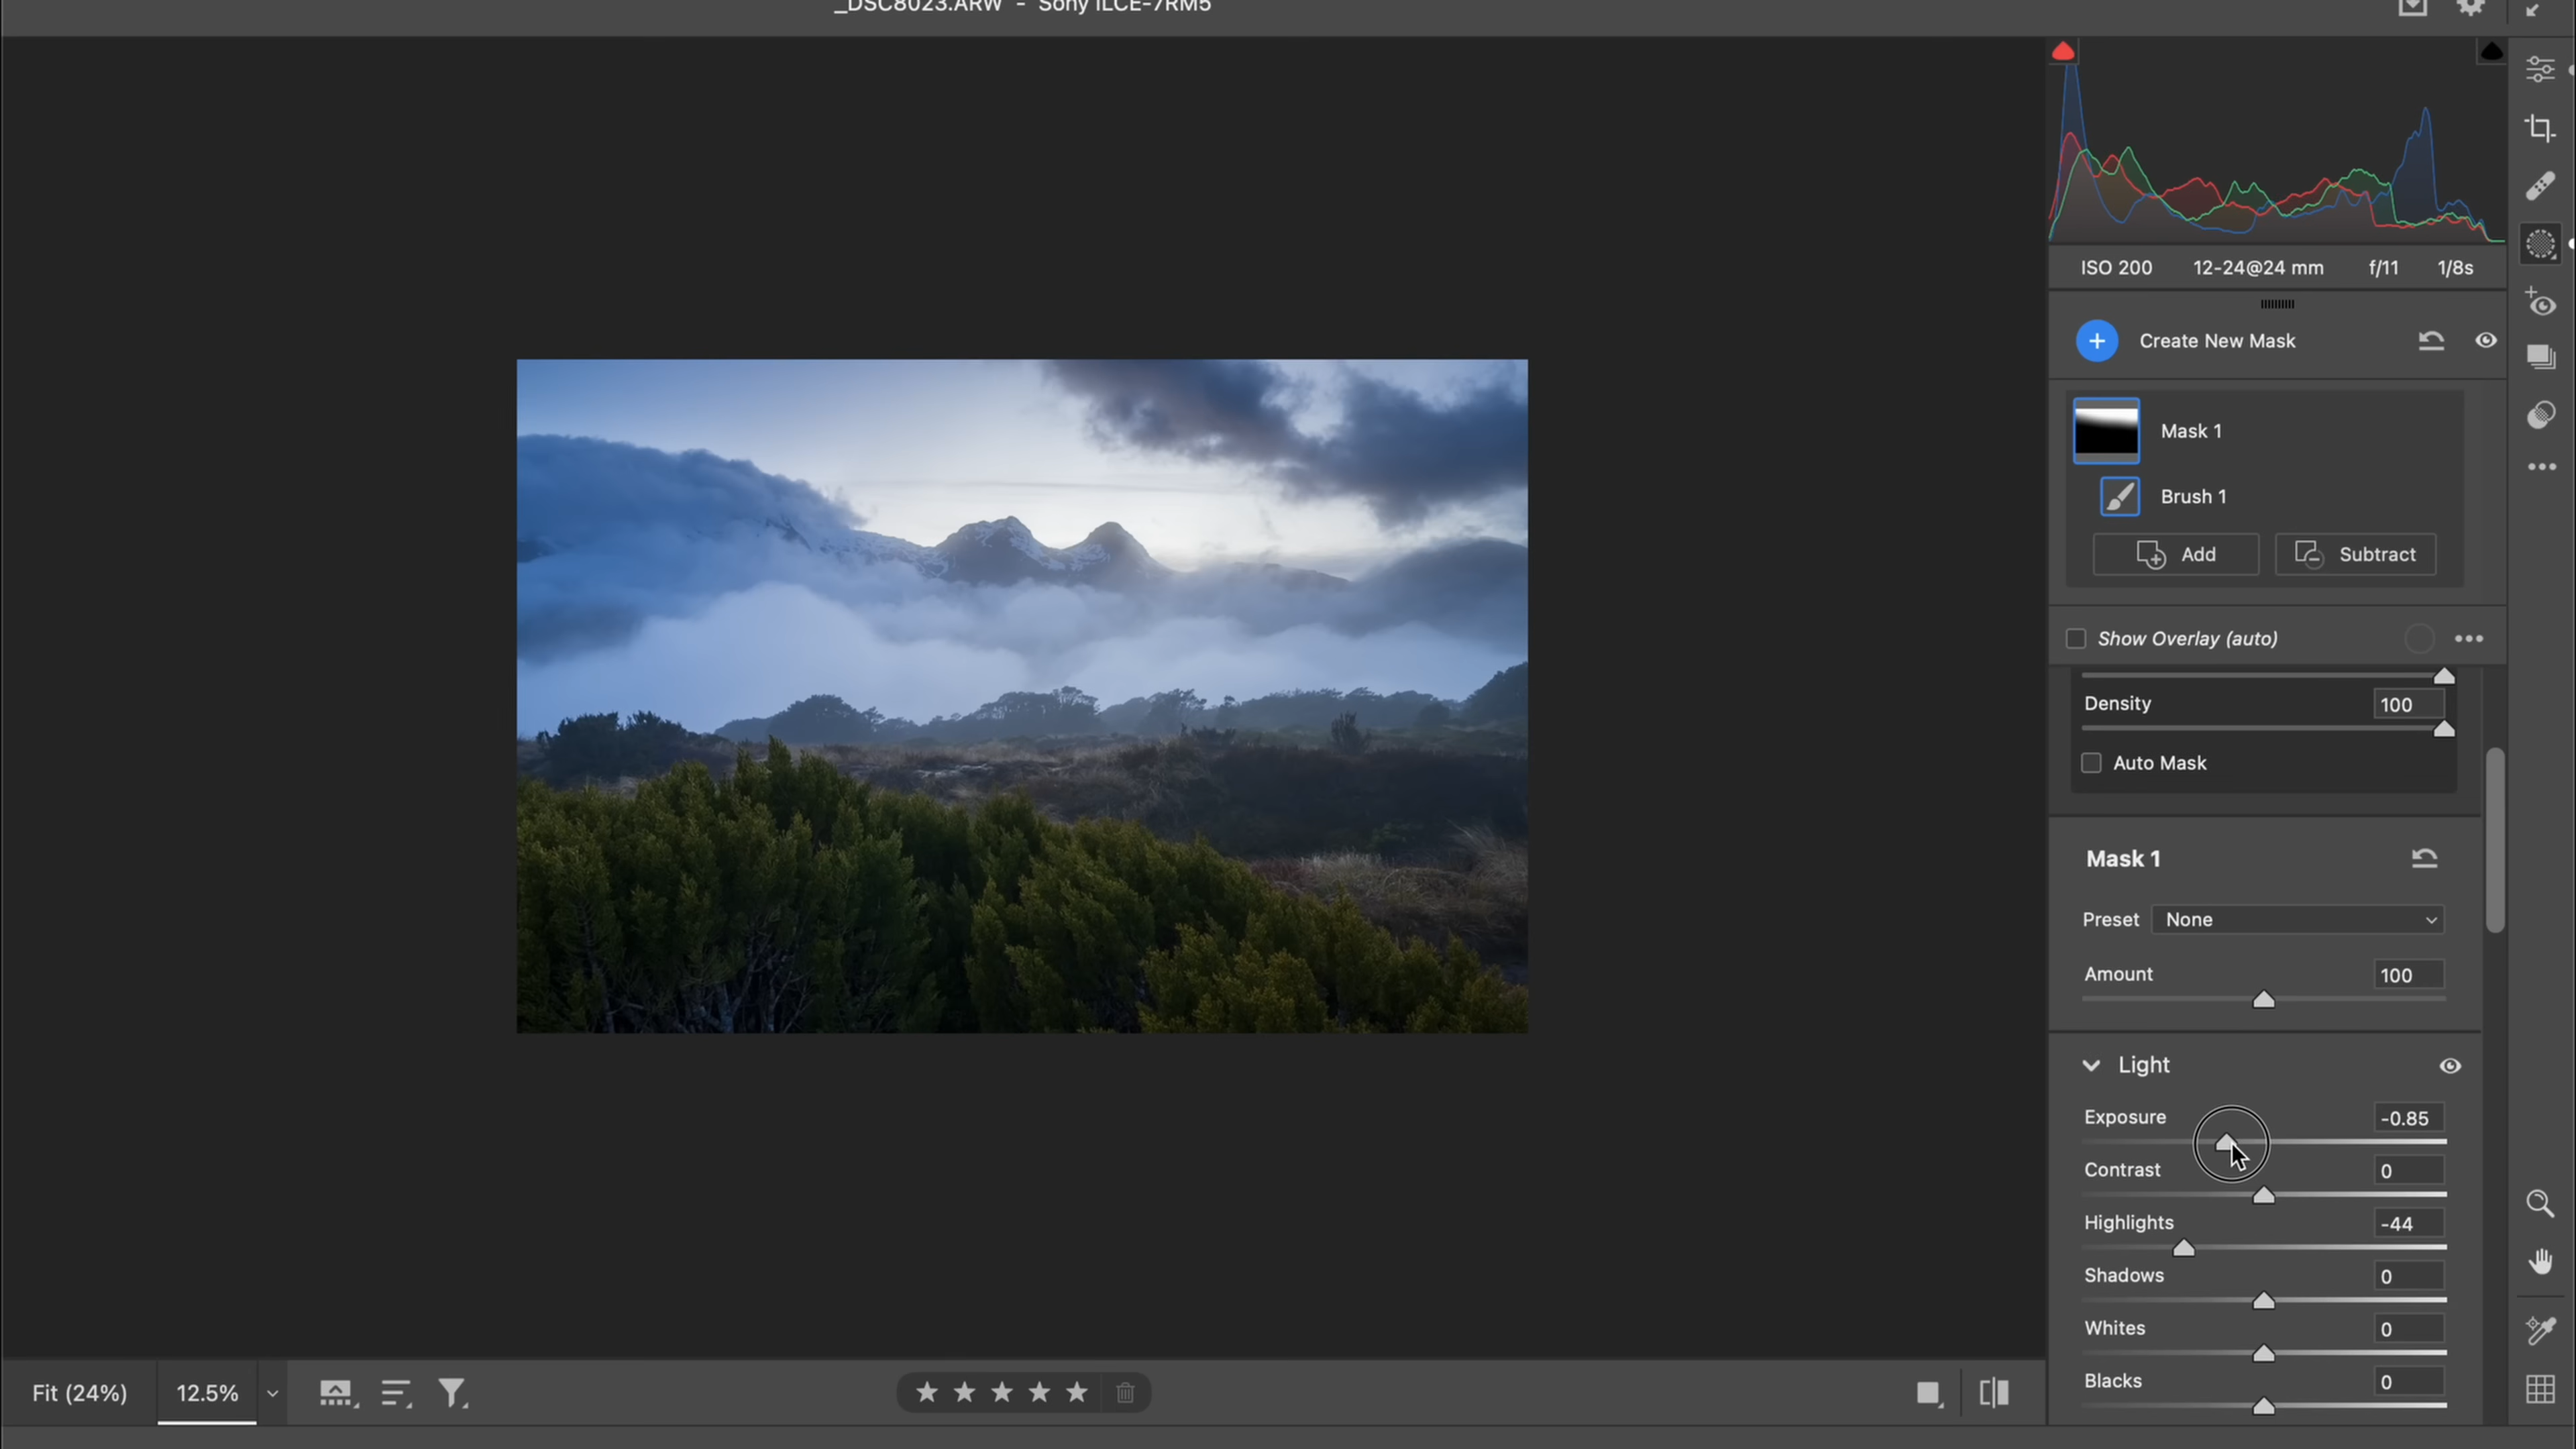 _DSC8023.ARW - Sony ILCE-7RM5
ISO 200 12-24@24 mm f/11 1/8s
Create New Mask
Mask 1
Brush 1
Add Subtract
Show Overlay (auto)
Density 100
Auto Mask
Mask 1
Preset None
Amount 100
Light
Exposure -0.85
Contrast 0
Highlights -44
Shadows 0
Whites 0
Blacks 0
Fit (24%) 12.5%